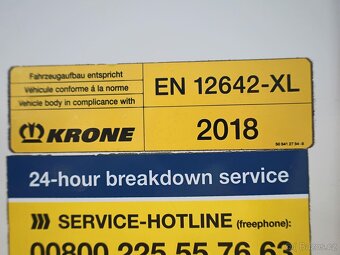 Fahrzeugaufbau entspricht
Véhicule conforme à la norme
Vehicle body in complicance with
EN 12642-XL
KRONE
2018
24-hour breakdown service
))) SERVICE-HOTLINE (freephone):
00800 225 55 76 63